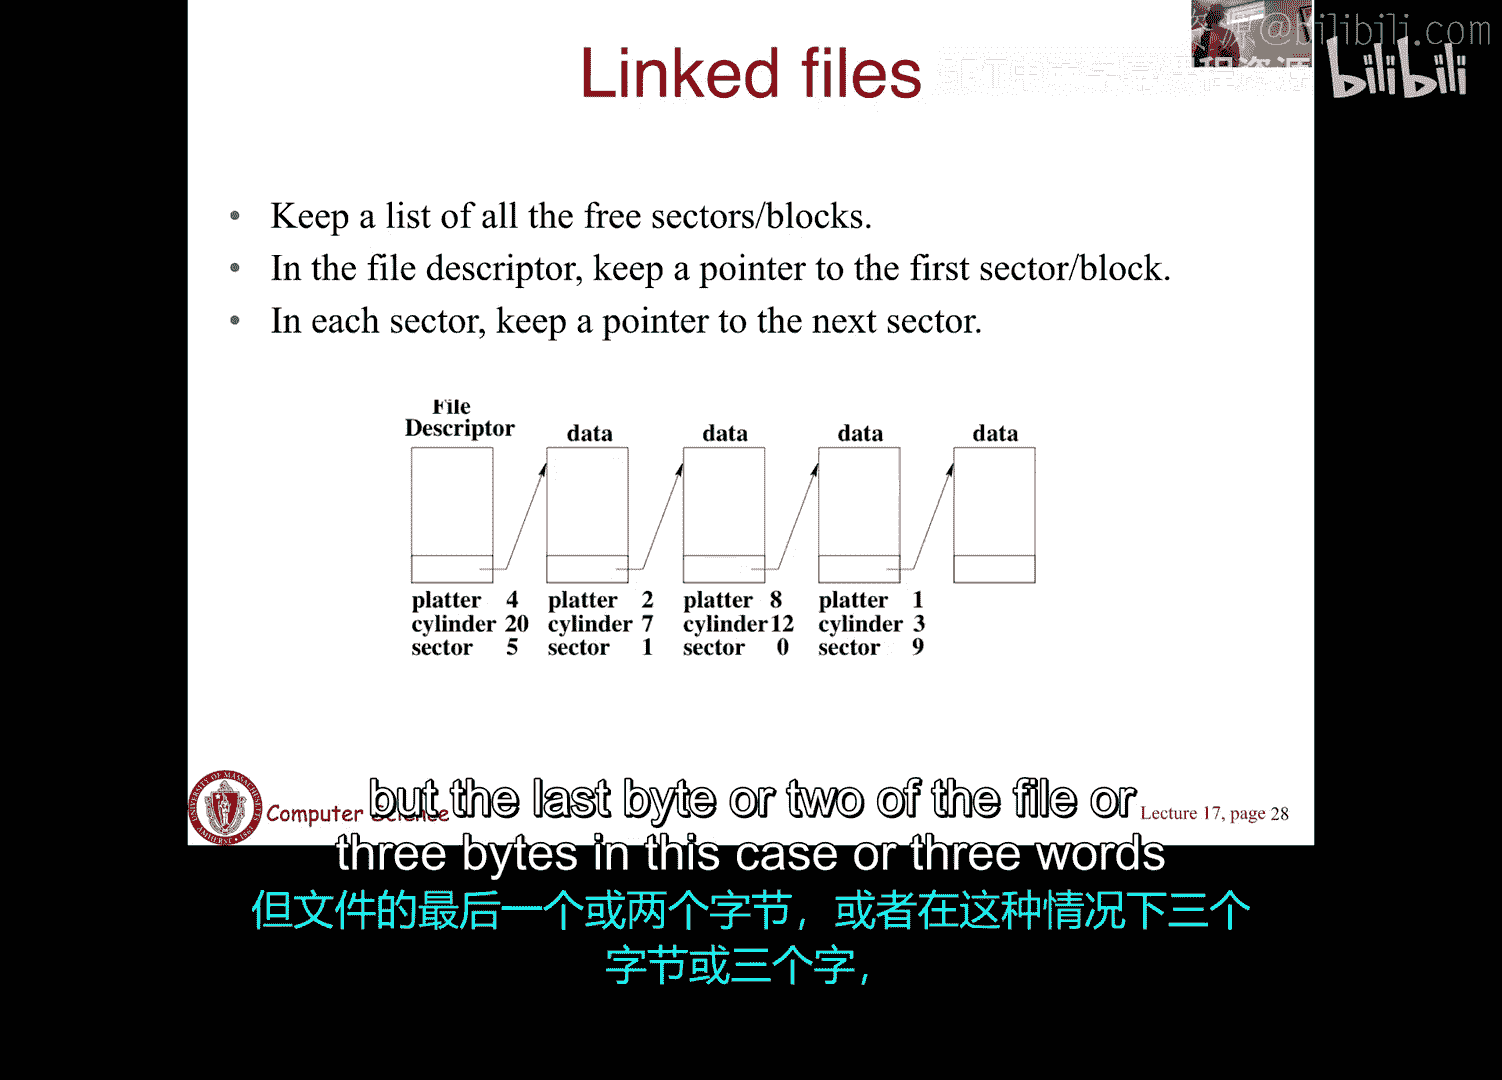 源@bilibili.com
bilibili
Linked files
• Keep a list of all the free sectors/blocks.
• In the file descriptor, keep a pointer to the first sector/block.
• In each sector, keep a pointer to the next sector.
File
Descriptor
data
data
data
data
platter 4
cylinder 20
sector 5
platter 2
cylinder 7
sector 1
platter 8
cylinder 12
sector 0
platter 1
cylinder 3
sector 9
Computer Science
Lecture 17, page 28
but the last byte or two of the file or
three bytes in this case or three words
但文件的最后一个或两个字节，或者在这种情况下三个
字节或三个字，